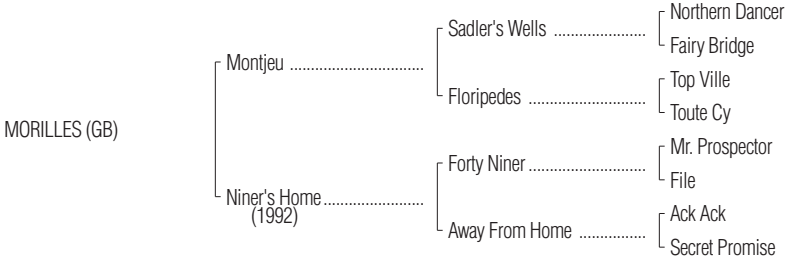 Northern Dancer
Sadler's Wells ......................
Fairy Bridge
Montjeu ................................
Top Ville
Floripedes ............................
Toute Cy
MORILLES (GB)
Mr. Prospector
Forty Niner............................
File
Niner's Home........................
(1992)
Ack Ack
Away From Home ................
Secret Promise